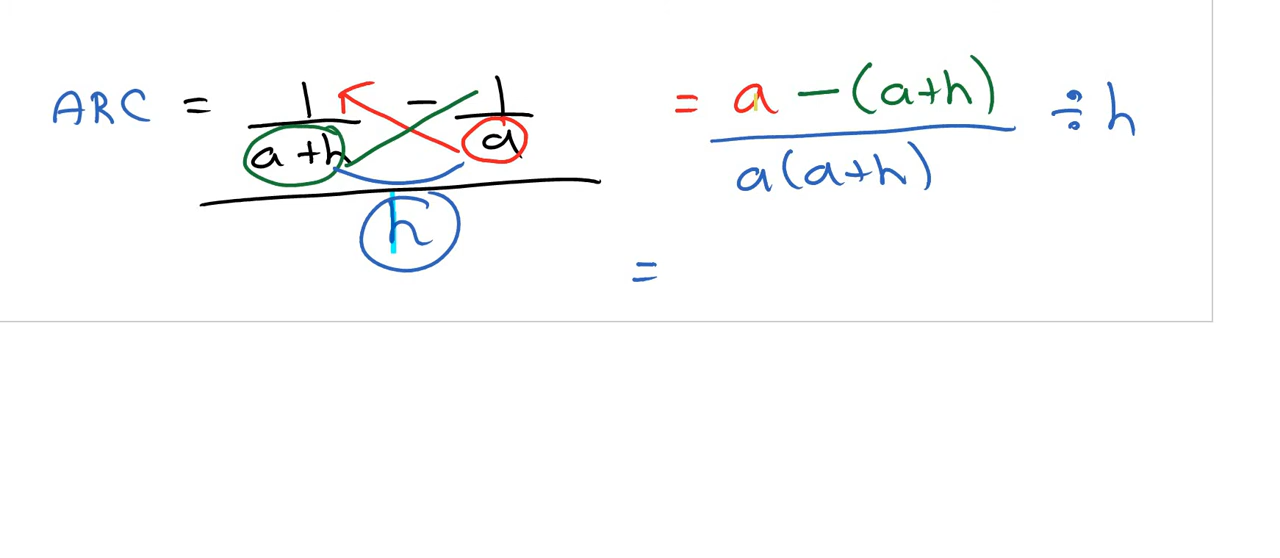 ARC = (1/(a+h) − 1/a)/h = (a − (a+h))/(a(a+h)) ÷ h
=